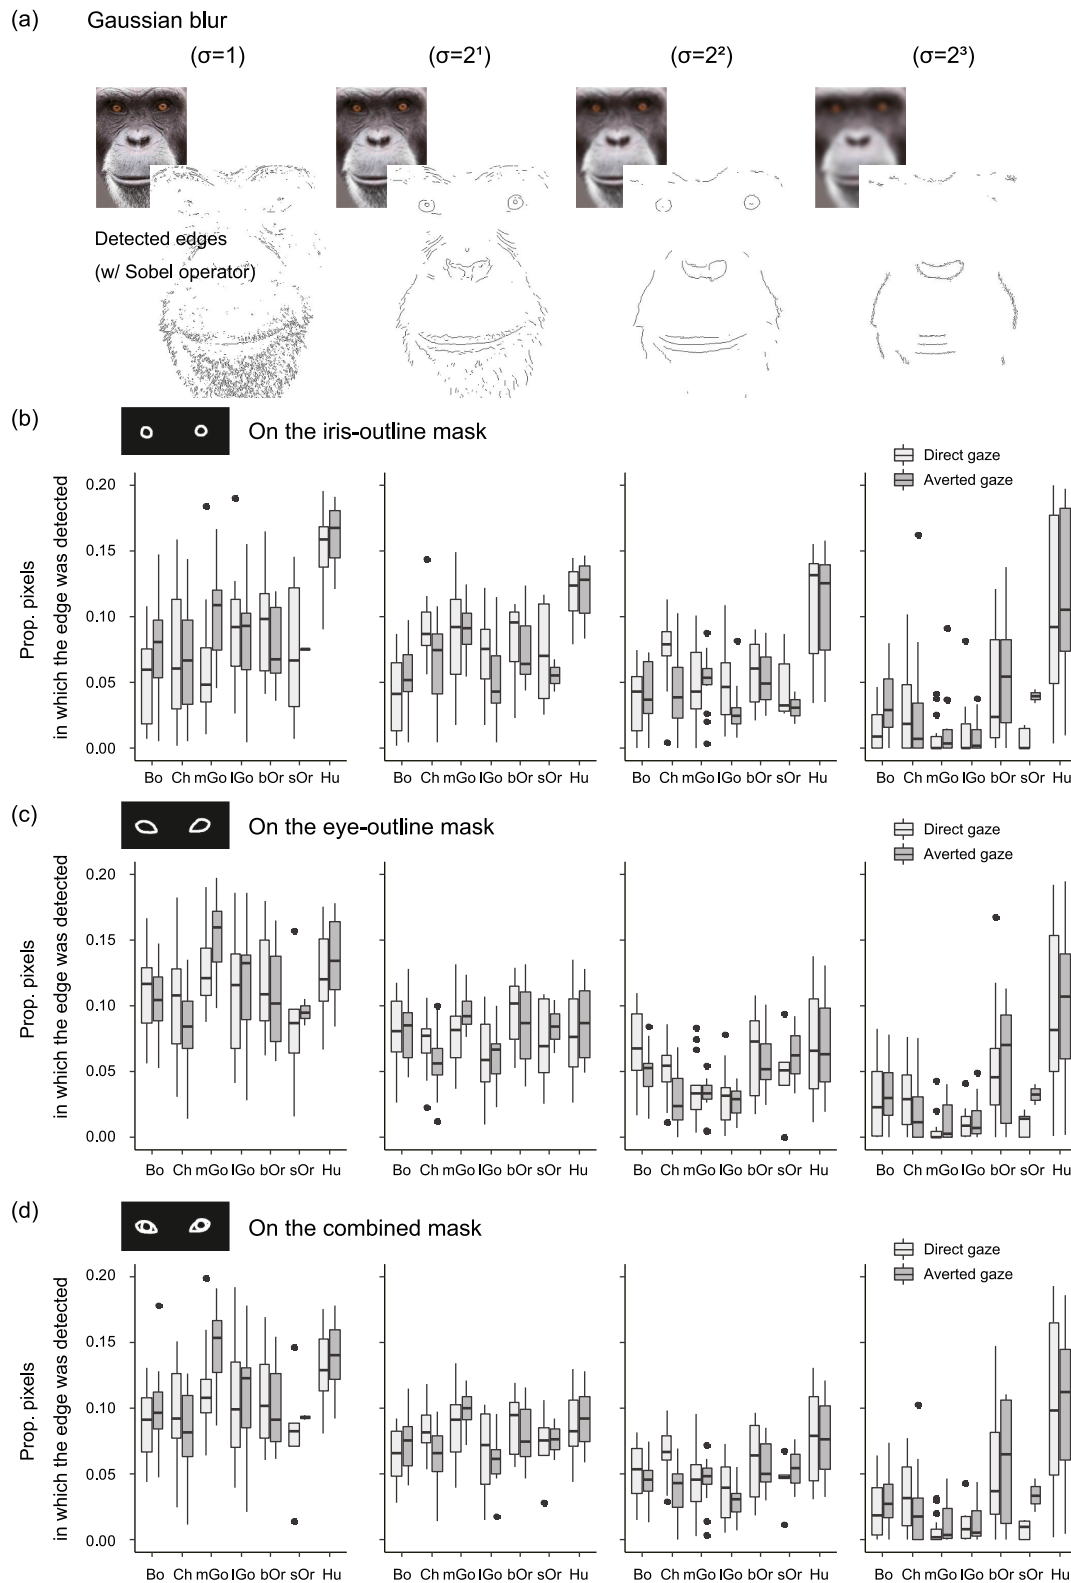 (a) Gaussian blur
(σ=1) (σ=2¹) (σ=2²) (σ=2³)
Detected edges
(w/ Sobel operator)
(b) On the iris-outline mask
Direct gaze
Averted gaze
Prop. pixels
in which the edge was detected
0.20
0.15
0.10
0.05
0.00
Bo Ch mGo lGo bOr sOr Hu Bo Ch mGo lGo bOr sOr Hu Bo Ch mGo lGo bOr sOr Hu Bo Ch mGo lGo bOr sOr Hu
(c) On the eye-outline mask
Direct gaze
Averted gaze
Prop. pixels
in which the edge was detected
0.20
0.15
0.10
0.05
0.00
Bo Ch mGo lGo bOr sOr Hu Bo Ch mGo lGo bOr sOr Hu Bo Ch mGo lGo bOr sOr Hu Bo Ch mGo lGo bOr sOr Hu
(d) On the combined mask
Direct gaze
Averted gaze
Prop. pixels
in which the edge was detected
0.20
0.15
0.10
0.05
0.00
Bo Ch mGo lGo bOr sOr Hu Bo Ch mGo lGo bOr sOr Hu Bo Ch mGo lGo bOr sOr Hu Bo Ch mGo lGo bOr sOr Hu